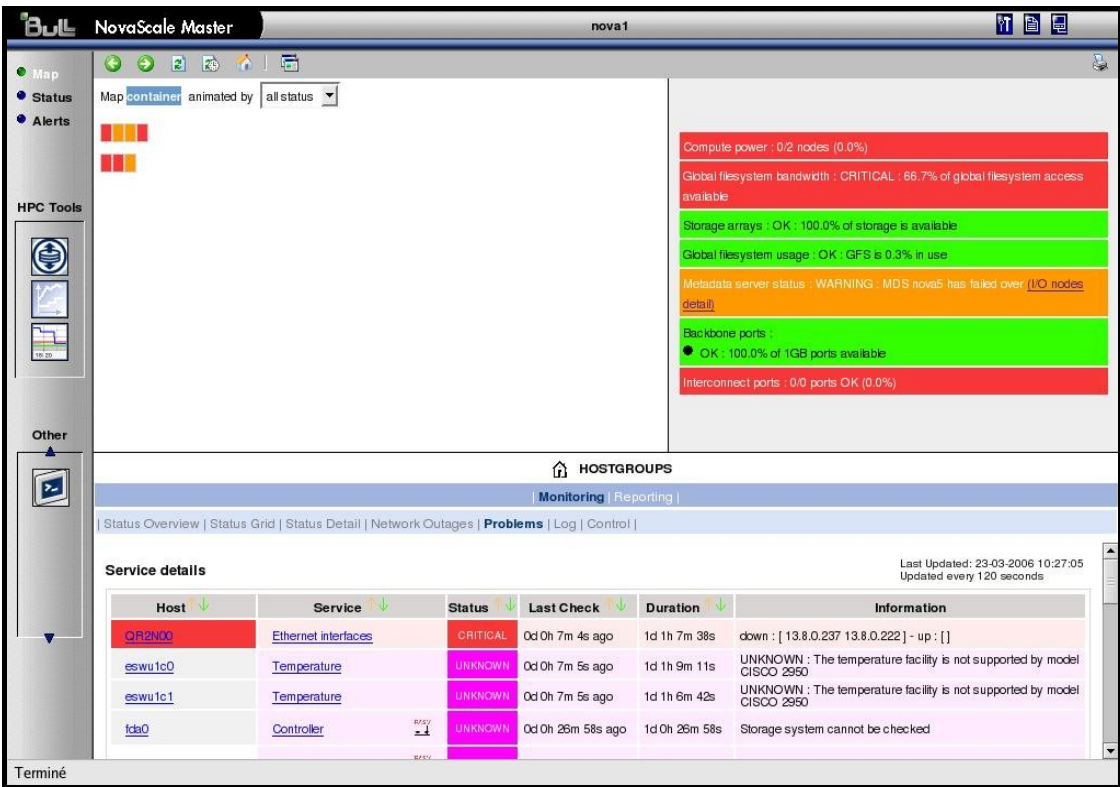 Bull NovaScale Master nova1
Map
Status
Alerts
HPC Tools
18:20
Other
Map container animated by all status
Compute power : 0/2 nodes (0.0%)
Global filesystem bandwidth : CRITICAL : 66.7% of global filesystem access
available
Storage arrays : OK : 100.0% of storage is available
Global filesystem usage : OK : GFS is 0.3% in use
Metadata server status : WARNING : MDS nova5 has failed over (I/O nodes
detail)
Backbone ports :
OK : 100.0% of 1GB ports available
Interconnect ports : 0/0 ports OK (0.0%)
HOSTGROUPS
| Monitoring | Reporting |
| Status Overview | Status Grid | Status Detail | Network Outages | Problems | Log | Control |
Service details
Last Updated: 23-03-2006 10:27:05
Updated every 120 seconds
Host Service Status Last Check Duration Information
QR2N00 Ethernet interfaces CRITICAL 0d 0h 7m 4s ago 1d 1h 7m 38s down : [ 13.8.0.237 13.8.0.222 ] - up : [ ]
eswu1c0 Temperature UNKNOWN 0d 0h 7m 5s ago 1d 1h 9m 11s UNKNOWN : The temperature facility is not supported by model
CISCO 2950
eswu1c1 Temperature UNKNOWN 0d 0h 7m 5s ago 1d 1h 6m 42s UNKNOWN : The temperature facility is not supported by model
CISCO 2950
fda0 Controller UNKNOWN 0d 0h 26m 58s ago 1d 0h 26m 58s Storage system cannot be checked
Terminé